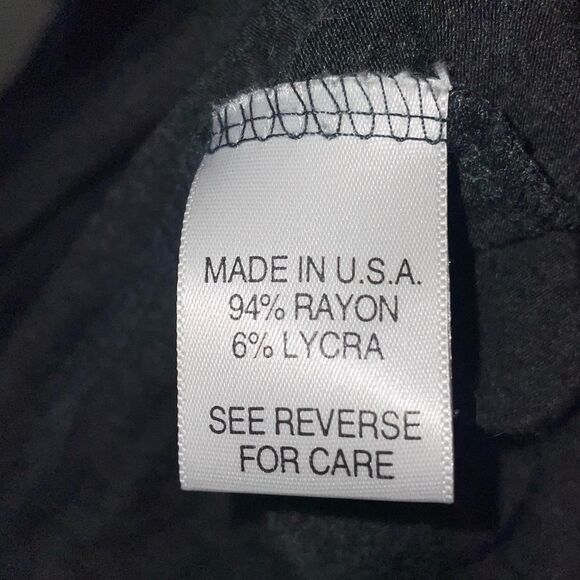 MADE IN U.S.A.
94% RAYON
6% LYCRA
SEE REVERSE
FOR CARE